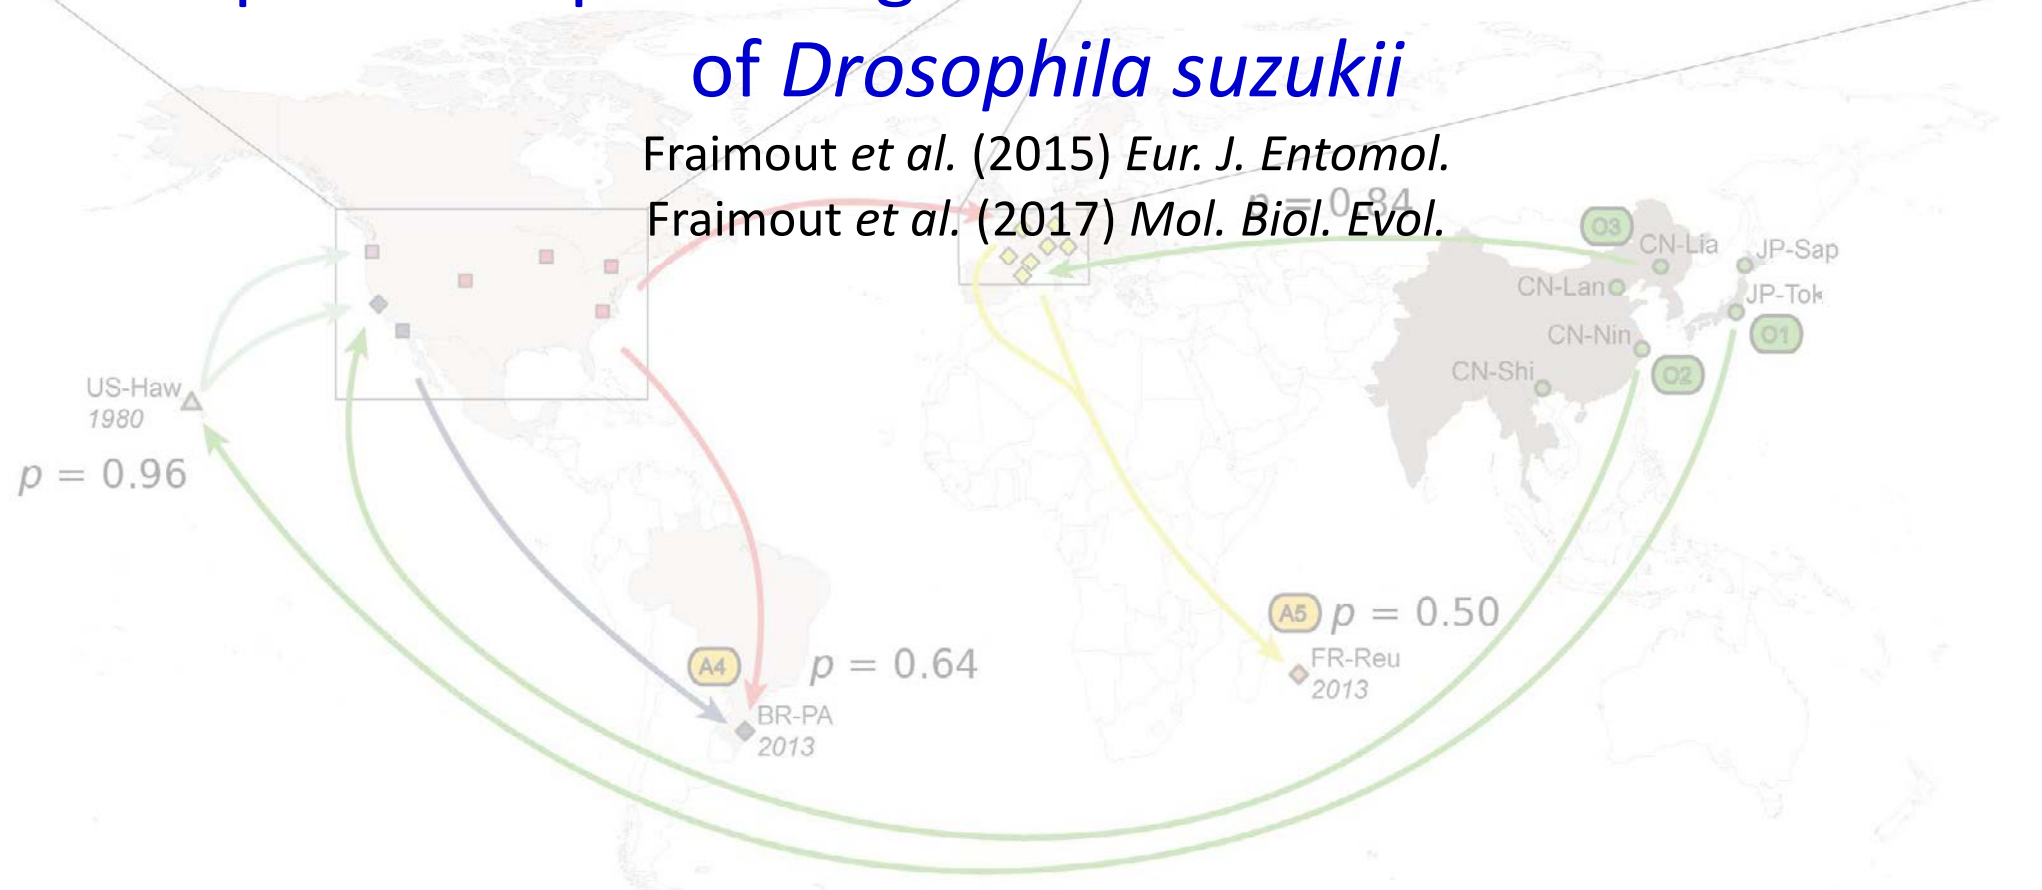 of Drosophila suzukii
Fraimout et al. (2015) Eur. J. Entomol.
Fraimout et al. (2017) Mol. Biol. Evol.
p = 0.84
O3
CN-Lia
JP-Sap
CN-Lan
JP-Tok
CN-Nin
O1
CN-Shi
O2
US-Haw
1980
p = 0.96
A5 p = 0.50
FR-Reu
2013
A4
p = 0.64
BR-PA
2013